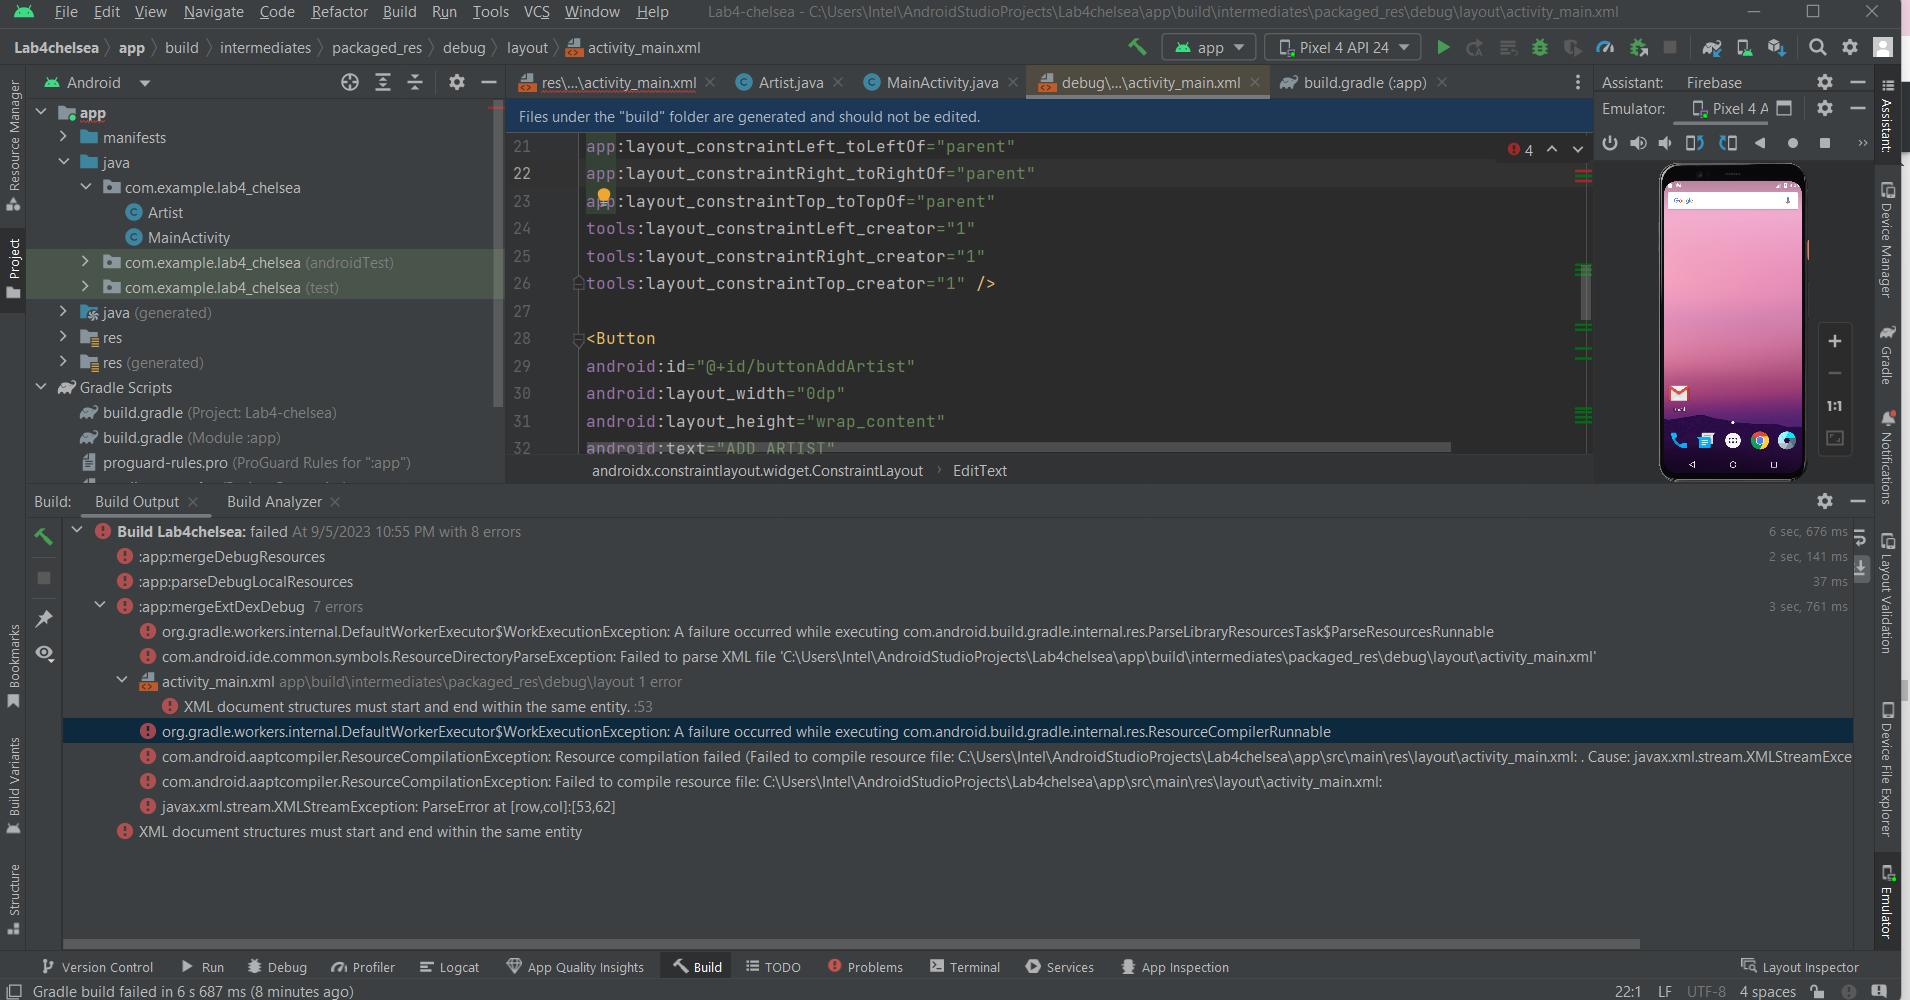 File Edit View Navigate Code Refactor Build Run Tools VCS Window Help Lab4-chelsea - C:\Users\Intel\AndroidStudioProjects\Lab4chelsea\app\build\intermediates\packaged_res\debug\layout\activity_main.xml
Lab4chelsea app build intermediates packaged_res debug layout activity_main.xml app Pixel 4 API 24
Android
res\...\activity_main.xml Artist.java MainActivity.java debug\...\activity_main.xml build.gradle (:app)
Assistant: Firebase
Emulator: Pixel 4 A
Resource Manager
Project
Bookmarks
Build Variants
Structure
app
manifests
java
com.example.lab4_chelsea
Artist
MainActivity
com.example.lab4_chelsea (androidTest)
com.example.lab4_chelsea (test)
java (generated)
res
res (generated)
Gradle Scripts
build.gradle (Project: Lab4-chelsea)
build.gradle (Module :app)
proguard-rules.pro (ProGuard Rules for ":app")
Files under the "build" folder are generated and should not be edited.
4
21 app:layout_constraintLeft_toLeftOf="parent"
22 app:layout_constraintRight_toRightOf="parent"
23 app:layout_constraintTop_toTopOf="parent"
24 tools:layout_constraintLeft_creator="1"
25 tools:layout_constraintRight_creator="1"
26 tools:layout_constraintTop_creator="1" />
27
28 <Button
29 android:id="@+id/buttonAddArtist"
30 android:layout_width="0dp"
31 android:layout_height="wrap_content"
32 android:text="ADD ARTIST"
androidx.constraintlayout.widget.ConstraintLayout EditText
Google
1:1
Assistant:
Device Manager
Gradle
Notifications
Layout Validation
Device File Explorer
Emulator
Build: Build Output Build Analyzer
Build Lab4chelsea: failed At 9/5/2023 10:55 PM with 8 errors 6 sec, 676 ms
:app:mergeDebugResources 2 sec, 141 ms
:app:parseDebugLocalResources 37 ms
:app:mergeExtDexDebug 7 errors 3 sec, 761 ms
org.gradle.workers.internal.DefaultWorkerExecutor$WorkExecutionException: A failure occurred while executing com.android.build.gradle.internal.res.ParseLibraryResourcesTask$ParseResourcesRunnable
com.android.ide.common.symbols.ResourceDirectoryParseException: Failed to parse XML file 'C:\Users\Intel\AndroidStudioProjects\Lab4chelsea\app\build\intermediates\packaged_res\debug\layout\activity_main.xml'
activity_main.xml app\build\intermediates\packaged_res\debug\layout 1 error
XML document structures must start and end within the same entity. :53
org.gradle.workers.internal.DefaultWorkerExecutor$WorkExecutionException: A failure occurred while executing com.android.build.gradle.internal.res.ResourceCompilerRunnable
com.android.aaptcompiler.ResourceCompilationException: Resource compilation failed (Failed to compile resource file: C:\Users\Intel\AndroidStudioProjects\Lab4chelsea\app\src\main\res\layout\activity_main.xml: . Cause: javax.xml.stream.XMLStreamExce
com.android.aaptcompiler.ResourceCompilationException: Failed to compile resource file: C:\Users\Intel\AndroidStudioProjects\Lab4chelsea\app\src\main\res\layout\activity_main.xml:
javax.xml.stream.XMLStreamException: ParseError at [row,col]:[53,62]
XML document structures must start and end within the same entity
Version Control Run Debug Profiler Logcat App Quality Insights Build TODO Problems Terminal Services App Inspection Layout Inspector
Gradle build failed in 6 s 687 ms (8 minutes ago) 22:1 LF UTF-8 4 spaces